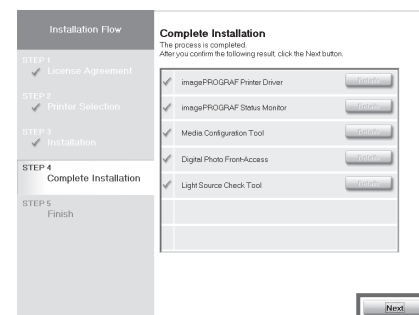 Installation Flow
STEP 1
License Agreement
STEP 2
Printer Selection
STEP 3
Installation
STEP 4
Complete Installation
STEP 5
Finish
Complete Installation
The process is completed.
After you confirm the following result, click the Next button.
imagePROGRAF Printer Driver
imagePROGRAF Status Monitor
Media Configuration Tool
Digital Photo Front-Access
Light Source Check Tool
Next